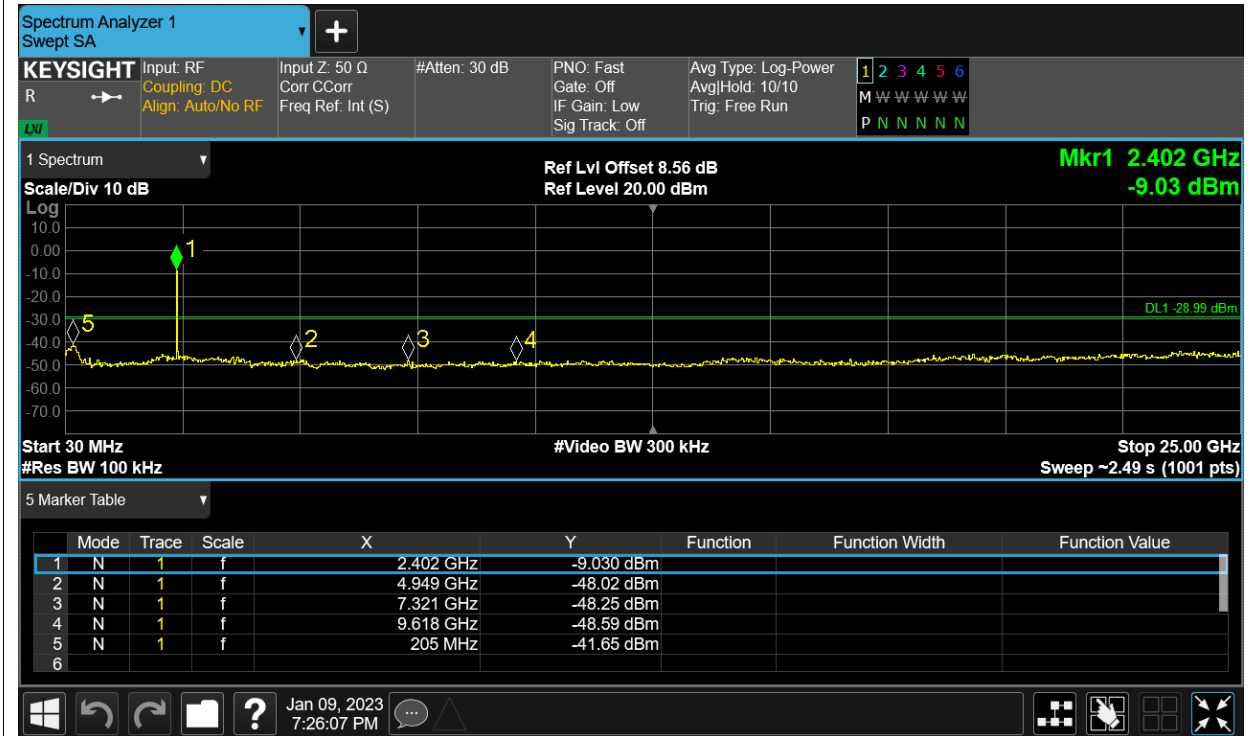 Spectrum Analyzer 1
Swept SA
+
KEYSIGHT Input: RF Input Z: 50 Ω #Atten: 30 dB PNO: Fast Avg Type: Log-Power 1 2 3 4 5 6
R Coupling: DC Corr CCorr Gate: Off Avg|Hold: 10/10 M W W W W W
Align: Auto/No RF Freq Ref: Int (S) IF Gain: Low Trig: Free Run
LXI Sig Track: Off P N N N N N
1 Spectrum
Ref Lvl Offset 8.56 dB Mkr1 2.402 GHz
Scale/Div 10 dB Ref Level 20.00 dBm -9.03 dBm
Log
10.0
0.00 1
-10.0
-20.0
DL1 -28.99 dBm
-30.0 5
-40.0 2 3 4
-50.0
-60.0
-70.0
Start 30 MHz #Video BW 300 kHz Stop 25.00 GHz
#Res BW 100 kHz Sweep ~2.49 s (1001 pts)
5 Marker Table
Mode Trace Scale X Y Function Function Width Function Value
1 N 1 f 2.402 GHz -9.030 dBm
2 N 1 f 4.949 GHz -48.02 dBm
3 N 1 f 7.321 GHz -48.25 dBm
4 N 1 f 9.618 GHz -48.59 dBm
5 N 1 f 205 MHz -41.65 dBm
6
? Jan 09, 2023
7:26:07 PM